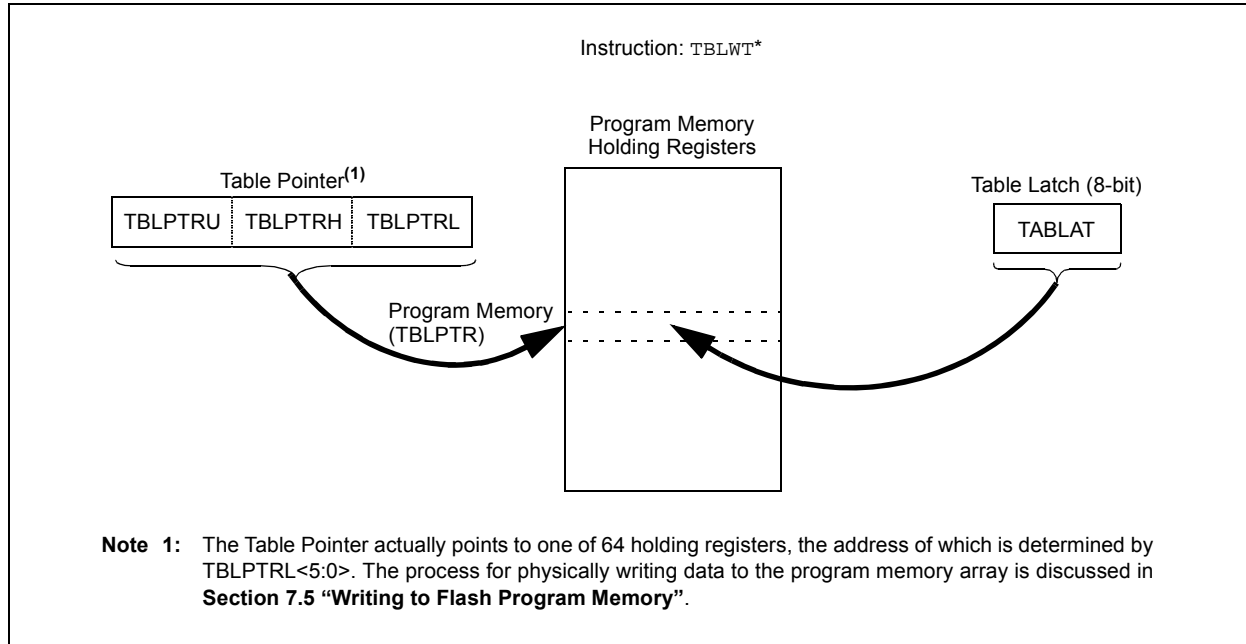 Instruction: TBLWT*
Program Memory
Holding Registers
Table Pointer(1)
Table Latch (8-bit)
TBLPTRU TBLPTRH TBLPTRL
TABLAT
Program Memory
(TBLPTR)
Note 1: The Table Pointer actually points to one of 64 holding registers, the address of which is determined by
TBLPTRL<5:0>. The process for physically writing data to the program memory array is discussed in
Section 7.5 “Writing to Flash Program Memory”.